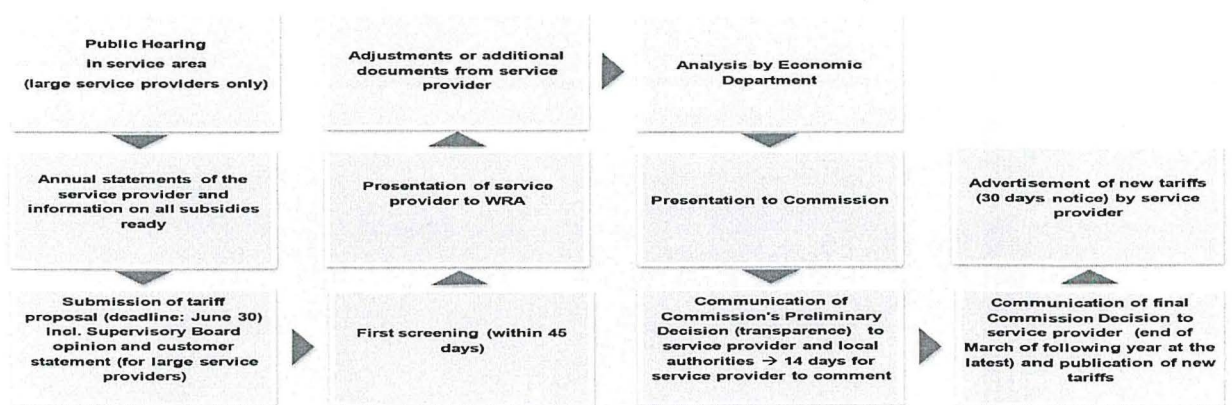 Public Hearing
In service area
(large service providers only)
Annual statements of the
service provider and
information on all subsidies
ready
Submission of tariff
proposal (deadline: June 30)
Incl. Supervisory Board
opinion and customer
statement (for large service
providers)
First screening (within 45
days)
Presentation of service
provider to WRA
Adjustments or additional
documents from service
provider
Analysis by Economic
Department
Presentation to Commission
Communication of
Commission's Preliminary
Decision (transparence) to
service provider and local
authorities → 14 days for
service provider to comment
Communication of final
Commission Decision to
service provider (end of
March of following year at the
latest) and publication of new
tariffs
Advertisement of new tariffs
(30 days notice) by service
provider